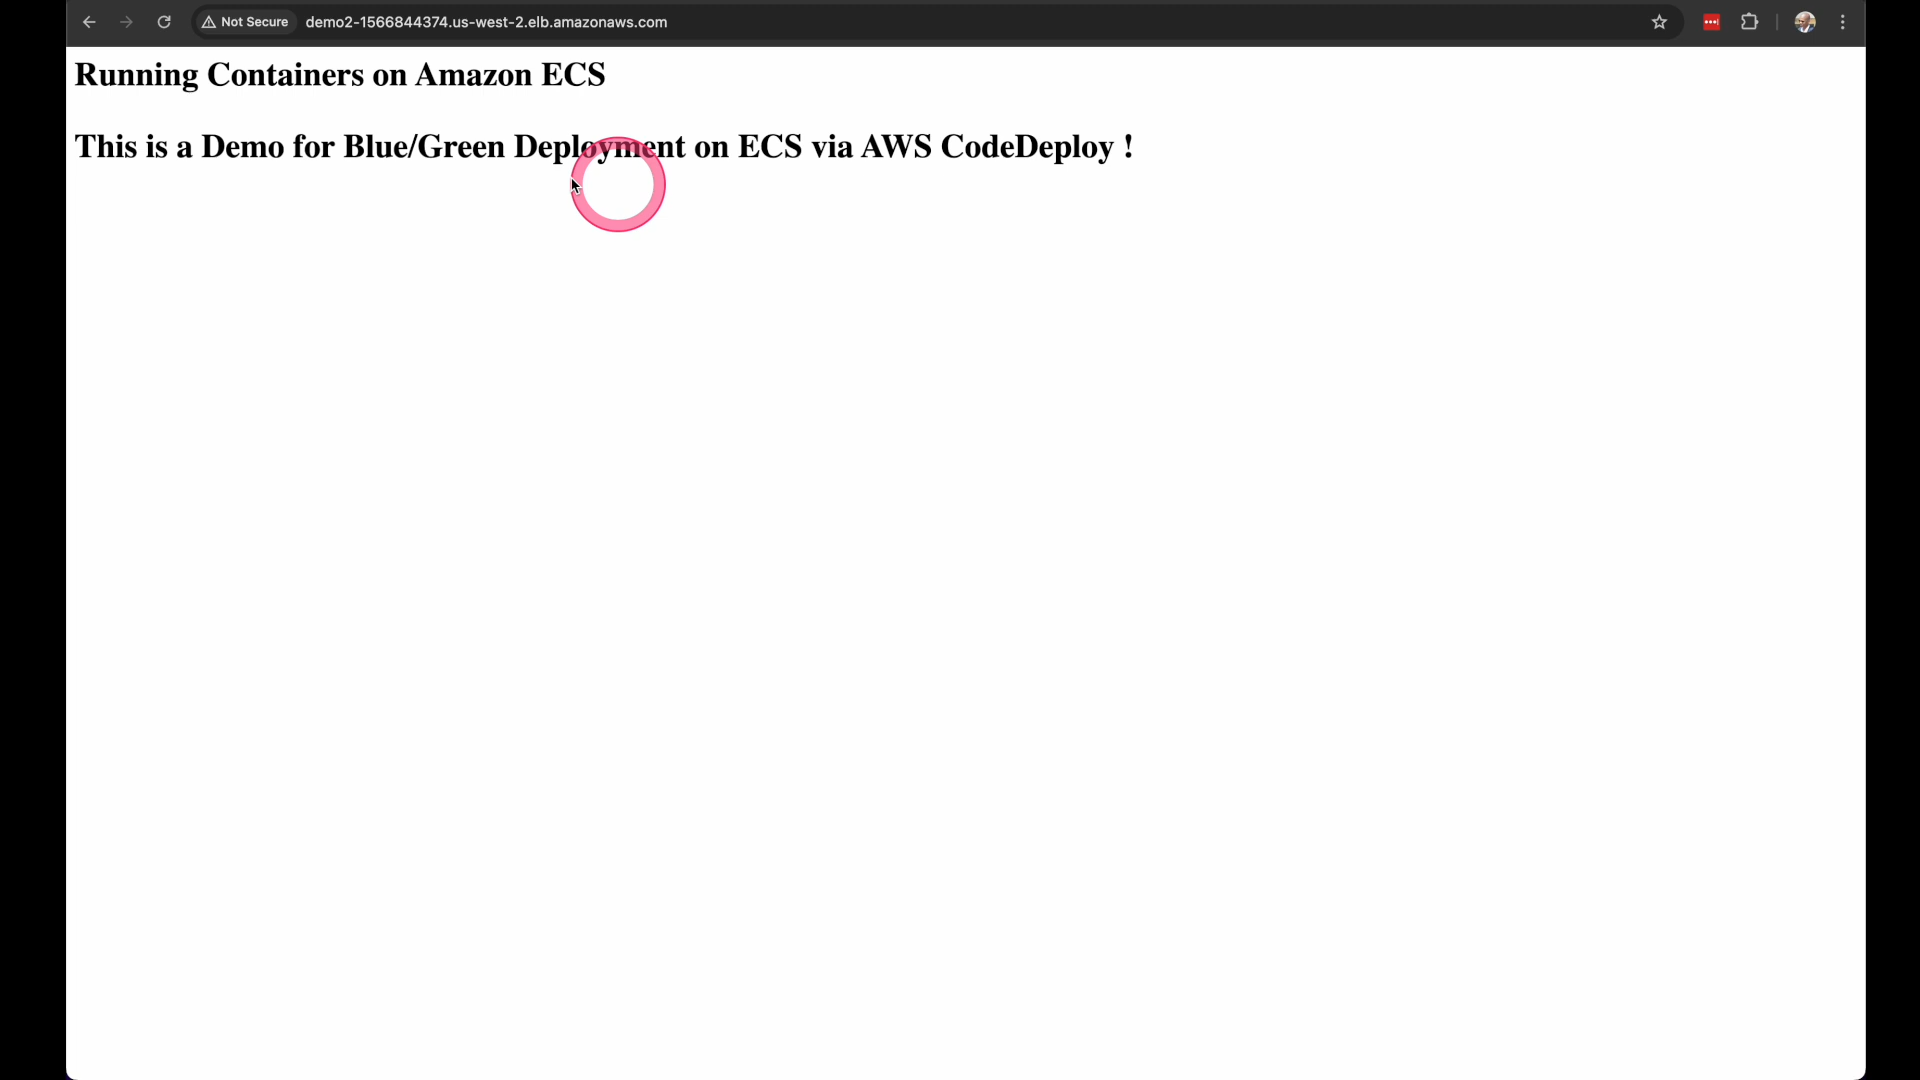 Not Secure
demo2-1566844374.us-west-2.elb.amazonaws.com
Running Containers on Amazon ECS
This is a Demo for Blue/Green Deployment on ECS via AWS CodeDeploy !